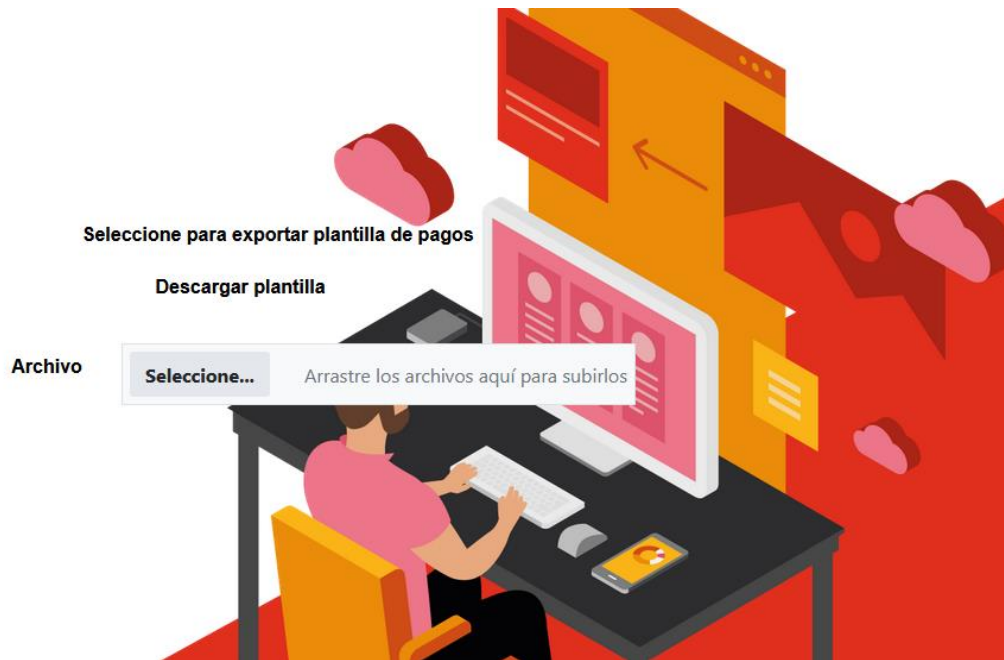 Seleccione para exportar plantilla de pagos
Descargar plantilla
Archivo Seleccione... Arrastre los archivos aquí para subirlos